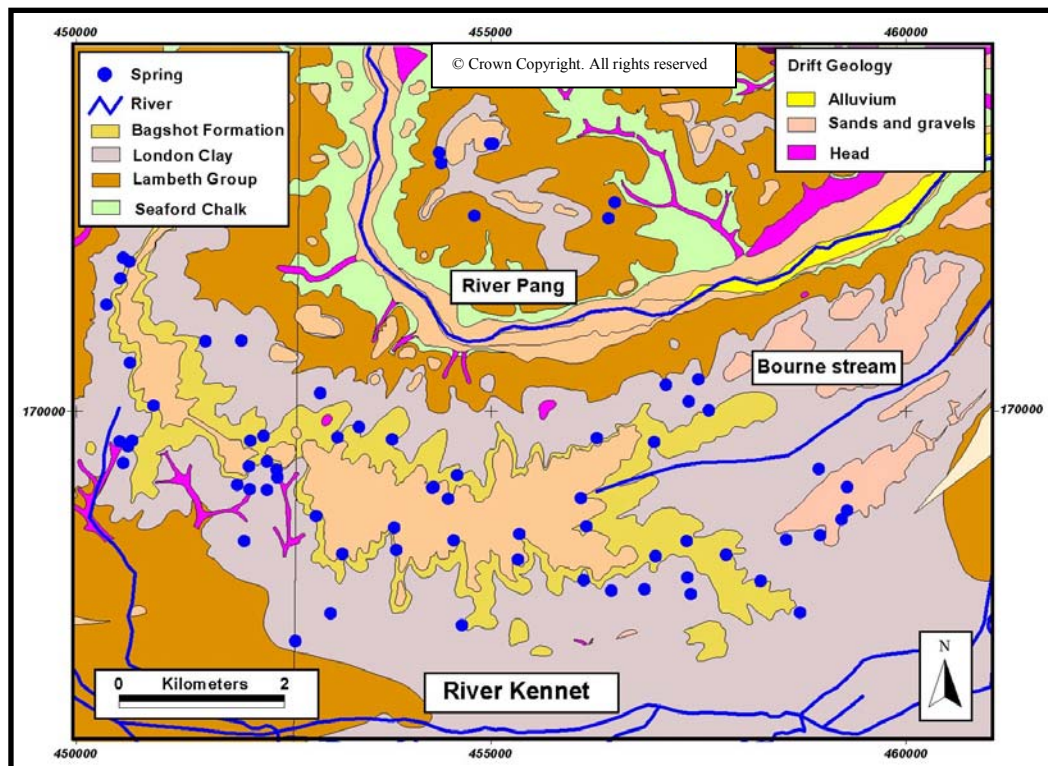 450000
455000
460000
© Crown Copyright. All rights reserved
Spring
River
Bagshot Formation
London Clay
Lambeth Group
Seaford Chalk
Drift Geology
Alluvium
Sands and gravels
Head
River Pang
Bourne stream
170000
170000
0 Kilometers 2
River Kennet
N
450000
455000
460000